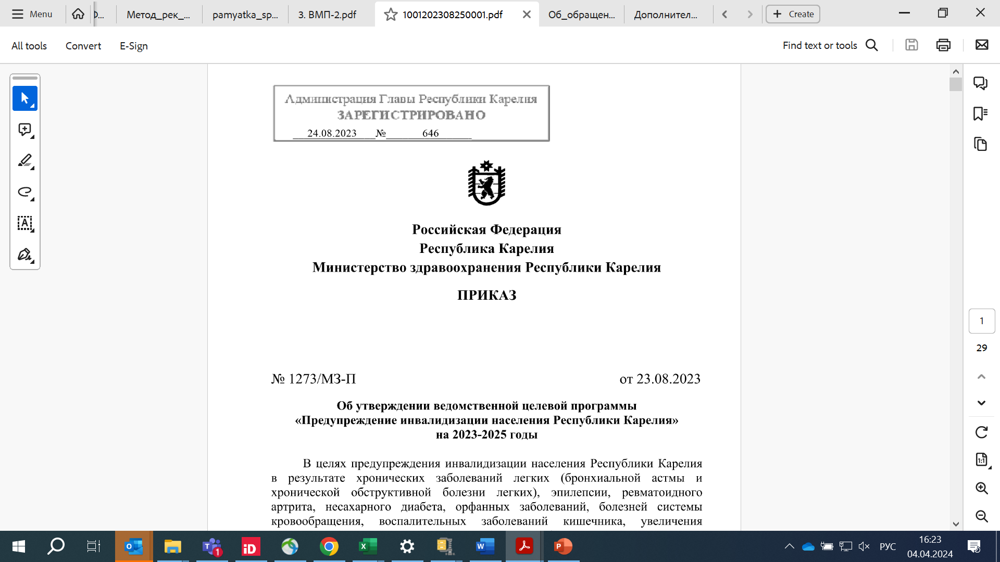 Menu
Ф...
Метод_рек_...
pamyatka_sp...
3. ВМП-2.pdf
1001202308250001.pdf
Об_обращен...
Дополнител...
Create
All tools
Convert
E-Sign
Find text or tools
Администрация Главы Республики Карелия
ЗАРЕГИСТРИРОВАНО
24.08.2023 № 646
Российская Федерация
Республика Карелия
Министерство здравоохранения Республики Карелия
ПРИКАЗ
№ 1273/МЗ-П
от 23.08.2023
Об утверждении ведомственной целевой программы
«Предупреждение инвалидизации населения Республики Карелия»
на 2023-2025 годы
В целях предупреждения инвалидизации населения Республики Карелия
в результате хронических заболеваний легких (бронхиальной астмы и
хронической обструктивной болезни легких), эпилепсии, ревматоидного
артрита, несахарного диабета, орфанных заболеваний, болезней системы
кровообращения, воспалительных заболеваний кишечника, увеличения
1
29
РУС
16:23
04.04.2024